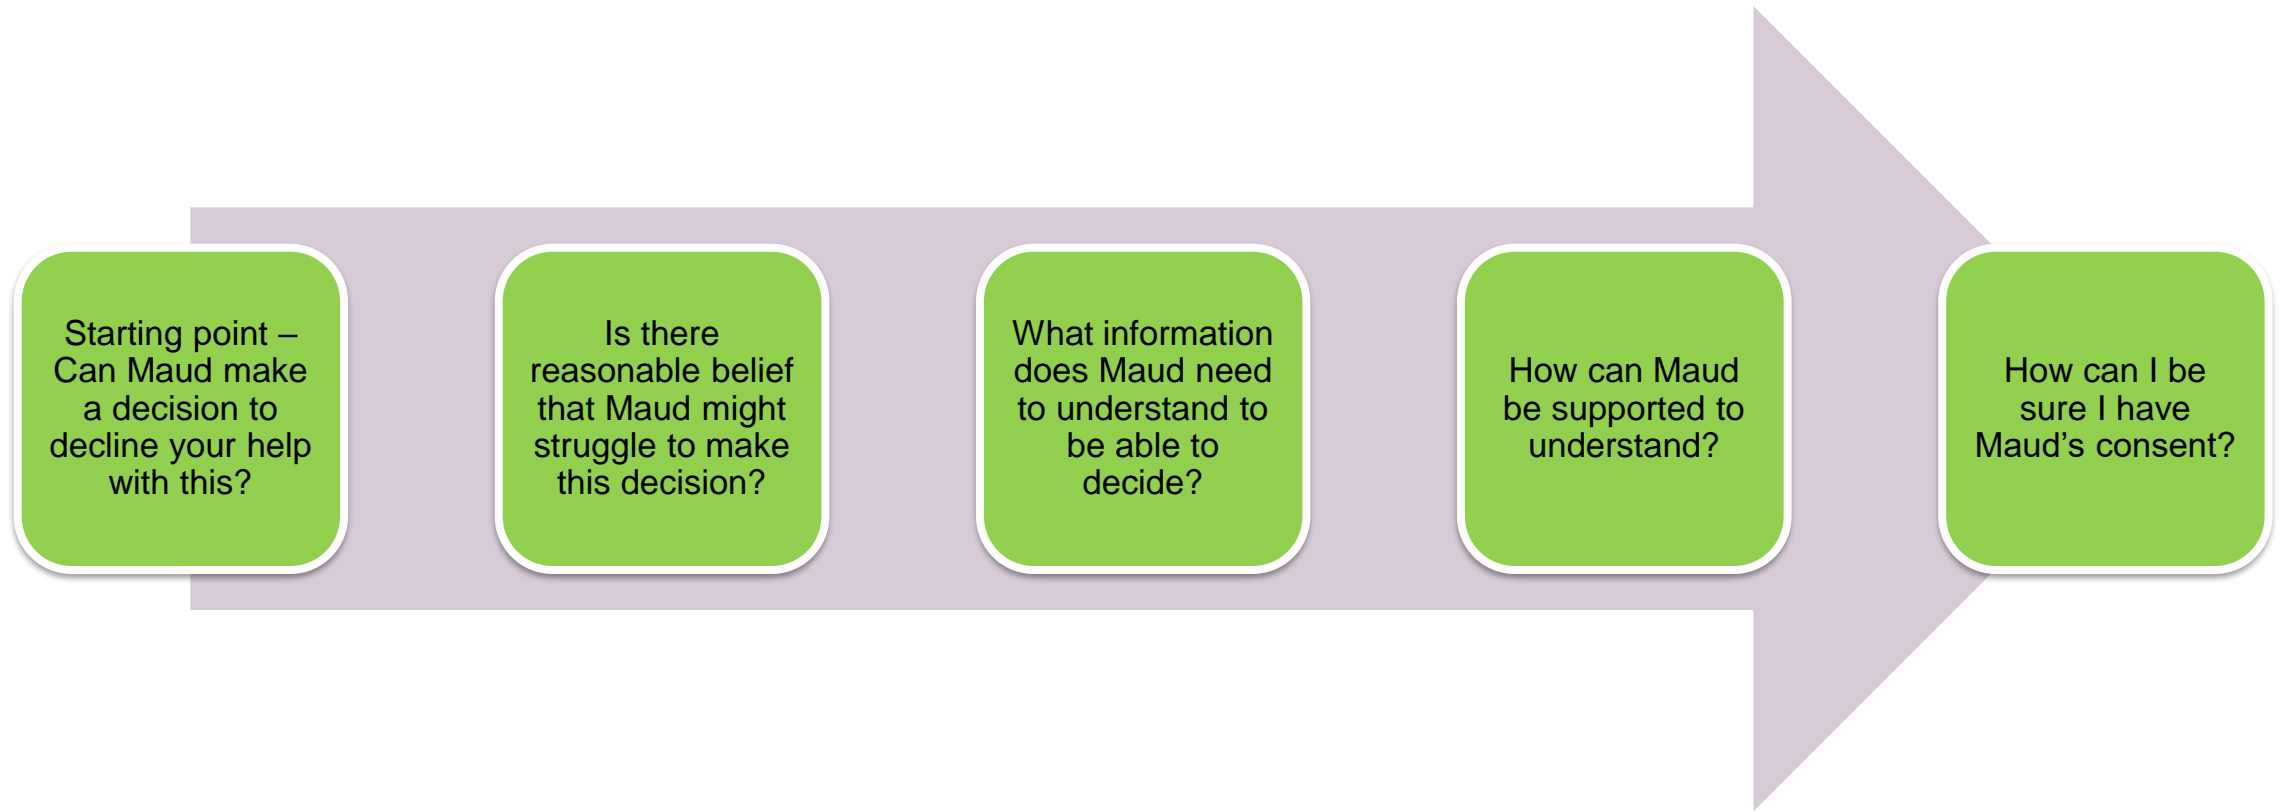 Starting point –
Can Maud make
a decision to
decline your help
with this?
Is there
reasonable belief
that Maud might
struggle to make
this decision?
What information
does Maud need
to understand to
be able to
decide?
How can Maud
be supported to
understand?
How can I be
sure I have
Maud’s consent?